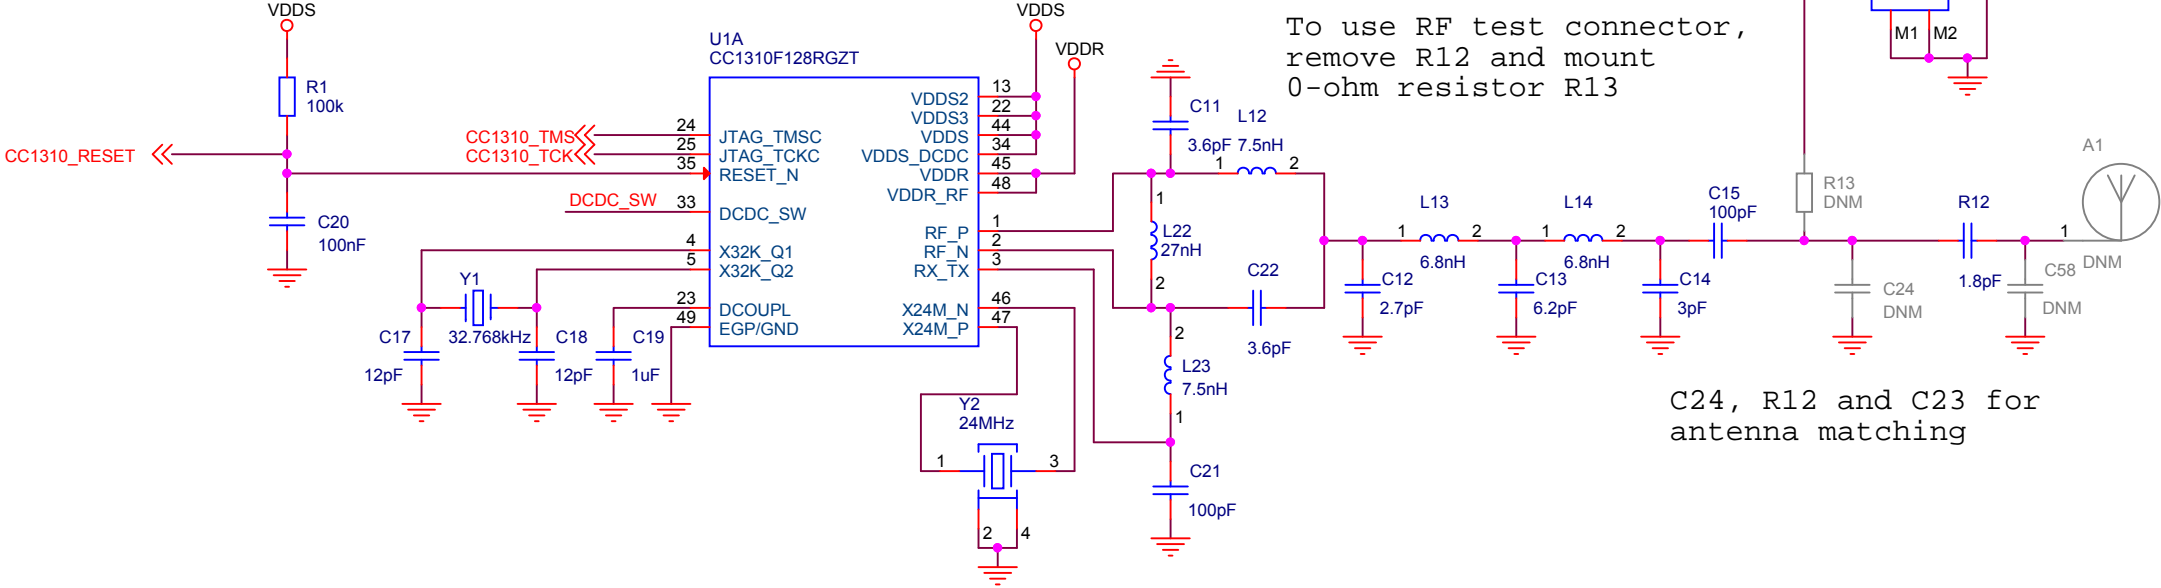 VDDS
R1
100k
CC1310_RESET
C20
100nF
U1A
CC1310F128RGZT
CC1310_TMS
CC1310_TCK
DCDC_SW
24
25
35
33
4
5
23
49
JTAG_TMSC
JTAG_TCKC
RESET_N
DCDC_SW
X32K_Q1
X32K_Q2
DCOUPL
EGP/GND
VDDS2
VDDS3
VDDS
VDDS_DCDC
VDDR
VDDR_RF
RF_P
RF_N
RX_TX
X24M_N
X24M_P
13
22
44
34
45
48
1
2
3
46
47
VDDS
VDDR
Y1
32.768kHz
C17
12pF
C18
12pF
C19
1uF
Y2
24MHz
1
3
2
4
C11
3.6pF
L12
7.5nH
1
2
1
L22
27nH
2
C22
3.6pF
2
L23
7.5nH
1
C21
100pF
To use RF test connector,
remove R12 and mount
0-ohm resistor R13
M1
M2
C12
2.7pF
L13
1
2
6.8nH
C13
6.2pF
L14
1
2
6.8nH
C14
3pF
C15
100pF
R13
DNM
C24
DNM
R12
1.8pF
C58
DNM
A1
1
DNM
C24, R12 and C23 for
antenna matching